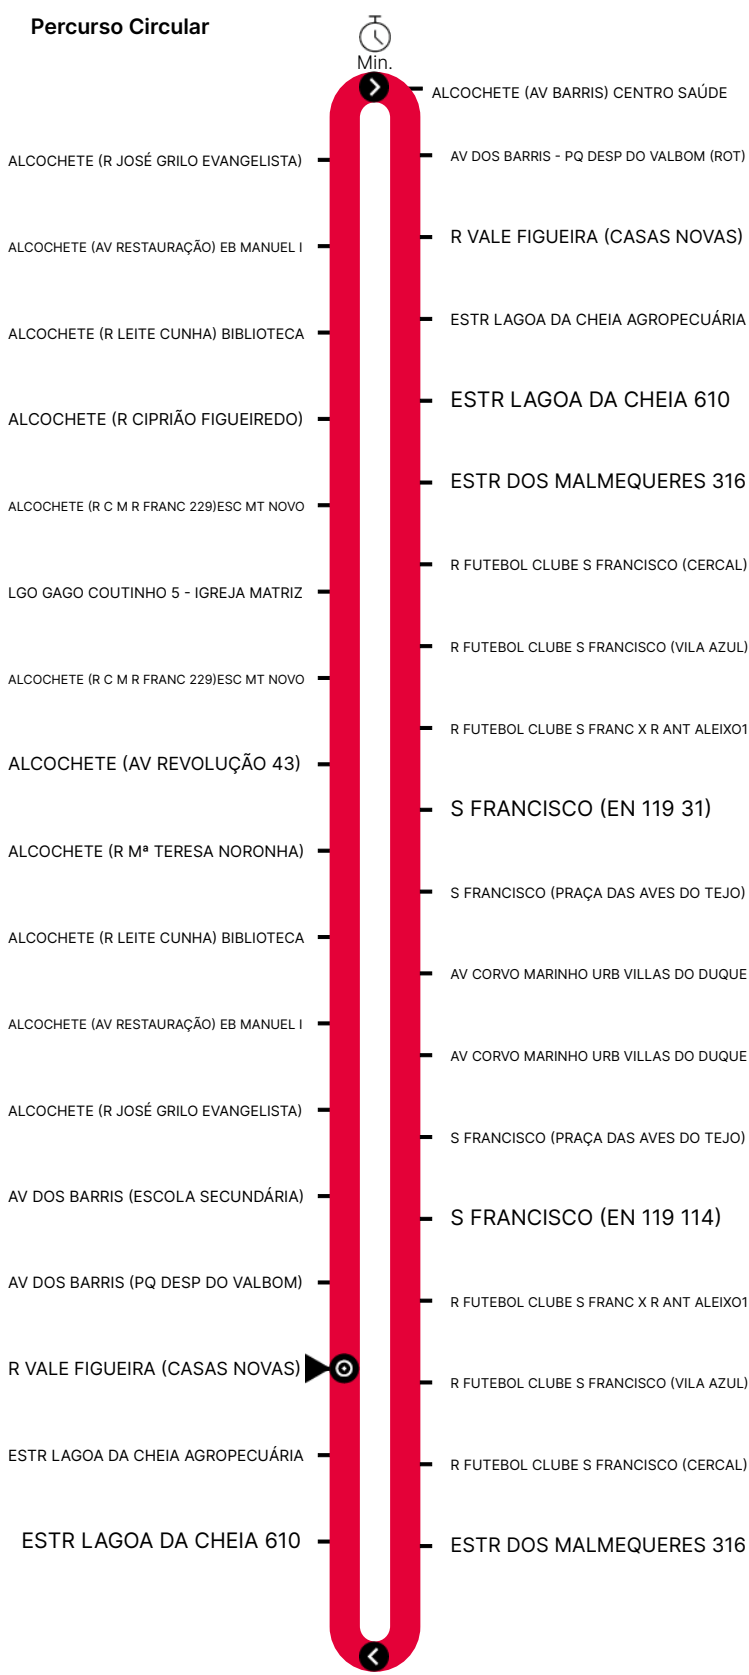 Percurso Circular
Min.
ALCOCHETE (AV BARRIS) CENTRO SAÚDE
AV DOS BARRIS - PQ DESP DO VALBOM (ROT)
R VALE FIGUEIRA (CASAS NOVAS)
ESTR LAGOA DA CHEIA AGROPECUÁRIA
ESTR LAGOA DA CHEIA 610
ESTR DOS MALMEQUERES 316
R FUTEBOL CLUBE S FRANCISCO (CERCAL)
R FUTEBOL CLUBE S FRANCISCO (VILA AZUL)
R FUTEBOL CLUBE S FRANC X R ANT ALEIXO1
S FRANCISCO (EN 119 31)
S FRANCISCO (PRAÇA DAS AVES DO TEJO)
AV CORVO MARINHO URB VILLAS DO DUQUE
AV CORVO MARINHO URB VILLAS DO DUQUE
S FRANCISCO (PRAÇA DAS AVES DO TEJO)
S FRANCISCO (EN 119 114)
R FUTEBOL CLUBE S FRANC X R ANT ALEIXO1
R FUTEBOL CLUBE S FRANCISCO (VILA AZUL)
R FUTEBOL CLUBE S FRANCISCO (CERCAL)
ESTR DOS MALMEQUERES 316
ALCOCHETE (R JOSÉ GRILO EVANGELISTA)
ALCOCHETE (AV RESTAURAÇÃO) EB MANUEL I
ALCOCHETE (R LEITE CUNHA) BIBLIOTECA
ALCOCHETE (R CIPRIÃO FIGUEIREDO)
ALCOCHETE (R C M R FRANC 229)ESC MT NOVO
LGO GAGO COUTINHO 5 - IGREJA MATRIZ
ALCOCHETE (R C M R FRANC 229)ESC MT NOVO
ALCOCHETE (AV REVOLUÇÃO 43)
ALCOCHETE (R Mª TERESA NORONHA)
ALCOCHETE (R LEITE CUNHA) BIBLIOTECA
ALCOCHETE (AV RESTAURAÇÃO) EB MANUEL I
ALCOCHETE (R JOSÉ GRILO EVANGELISTA)
AV DOS BARRIS (ESCOLA SECUNDÁRIA)
AV DOS BARRIS (PQ DESP DO VALBOM)
R VALE FIGUEIRA (CASAS NOVAS)
ESTR LAGOA DA CHEIA AGROPECUÁRIA
ESTR LAGOA DA CHEIA 610